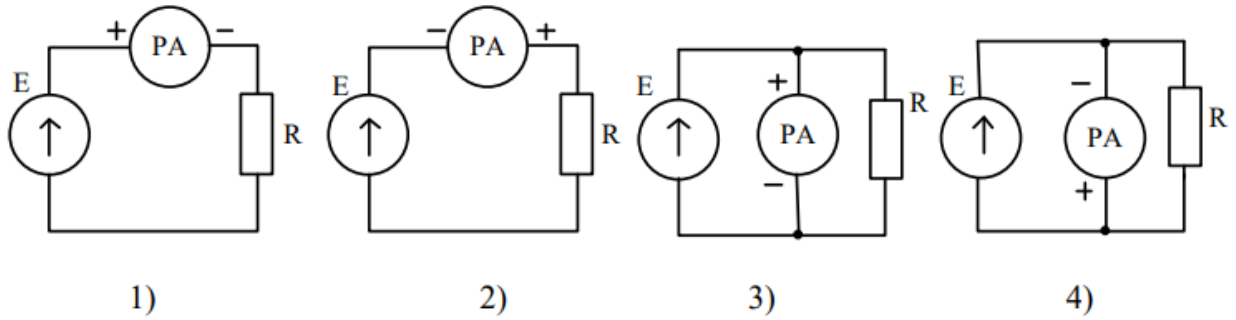 + PA − − PA +
E E E + E −
R R PA R PA R
− +
1) 2) 3) 4)